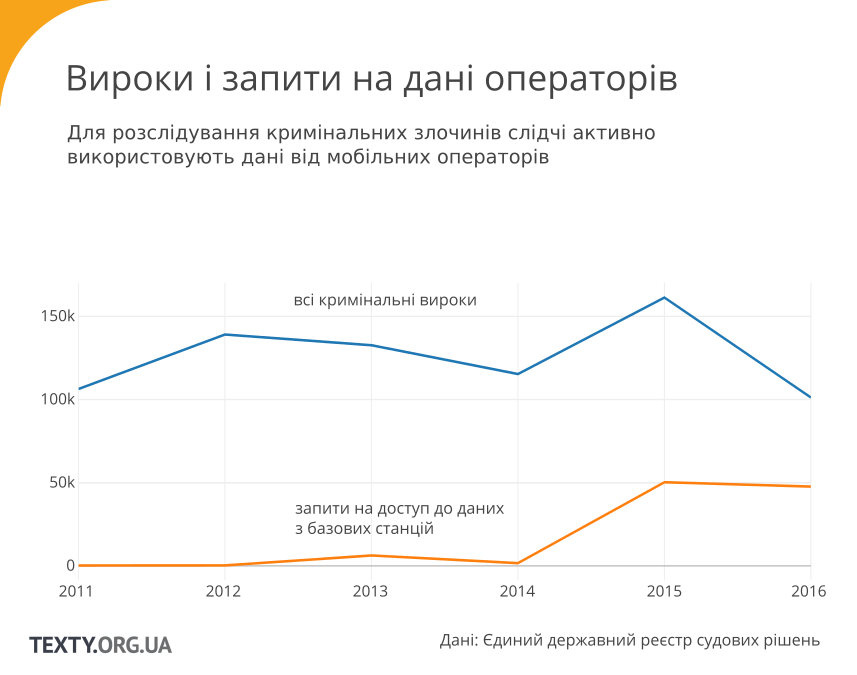 Вироки і запити на дані операторів
Для розслідування кримінальних злочинів слідчі активно
використовують дані від мобільних операторів
всі кримінальні вироки
150k
100k
50k
запити на доступ до даних
з базових станцій
0
2011 2012 2013 2014 2015 2016
TEXTY.ORG.UA
Дані: Єдиний державний реєстр судових рішень